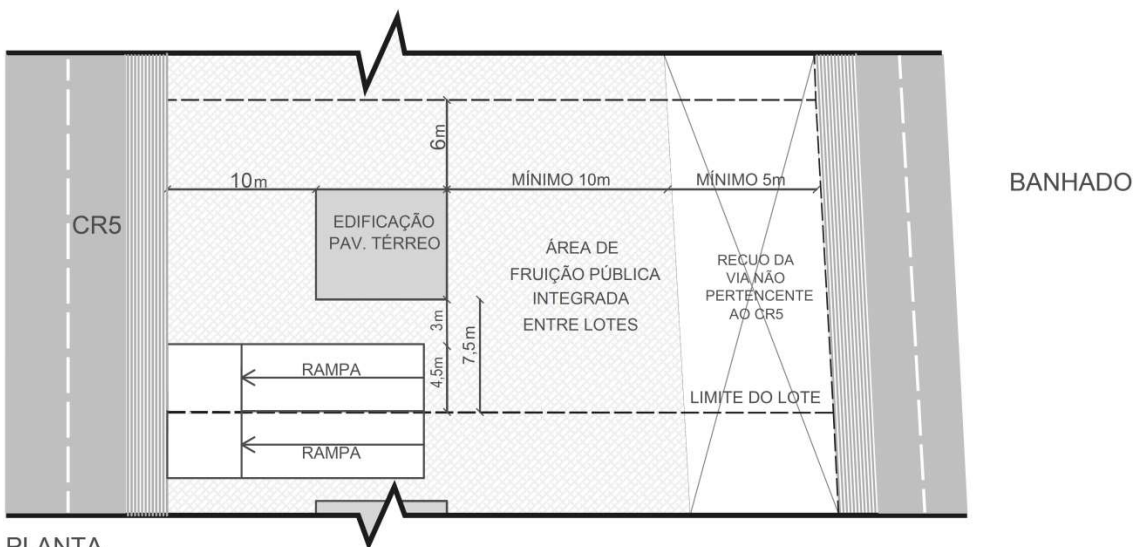 6m
10m
MÍNIMO 10m
MÍNIMO 5m
BANHADO
CR5
EDIFICAÇÃO
PAV. TÉRREO
ÁREA DE
FRUIÇÃO PÚBLICA
INTEGRADA
ENTRE LOTES
RECUO DA
VIA NÃO
PERTENCENTE
AO CR5
3m
7,5m
4,5m
RAMPA
LIMITE DO LOTE
RAMPA
PLANTA